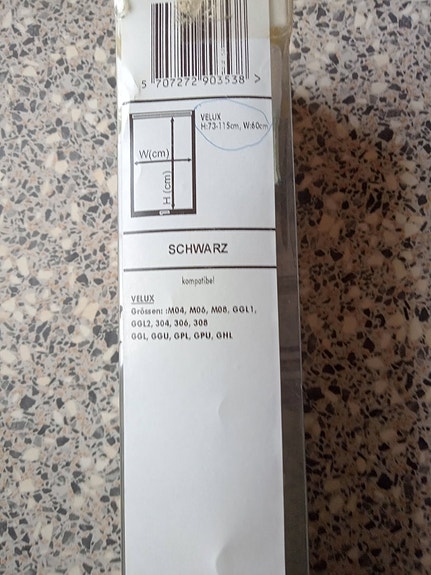 5 707272 903538 >
VELUX
H:73-115cm, W:60cm
W(cm)
H (cm)
SCHWARZ
kompatibel
VELUX
Grössen: :M04, M06, M08, GGL1,
GGL2, 304, 306, 308
GGL, GGU, GPL, GPU, GHL